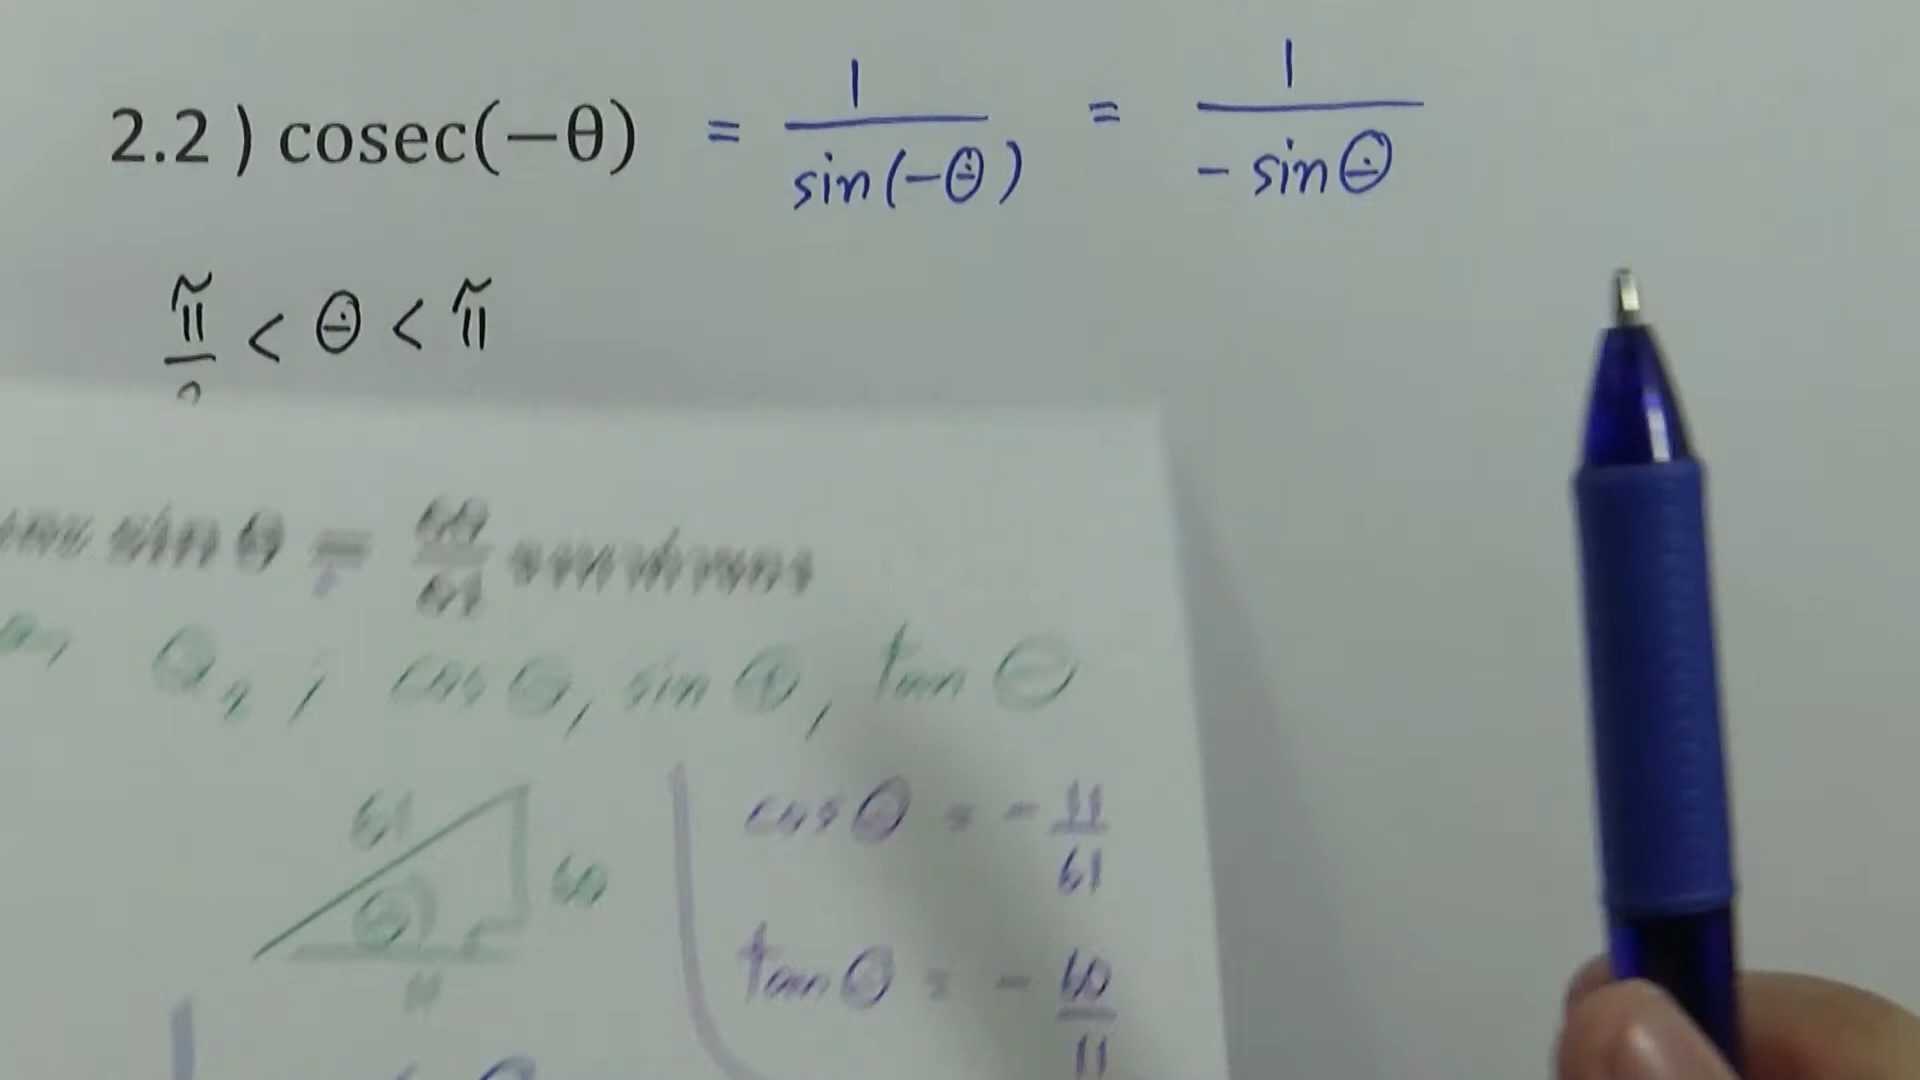 2.2 ) cosec(−θ) = 1/sin(−θ) = 1/−sinθ
π/2 < θ < π
sin θ = 60/61
; cos θ, sin θ, tan θ
61
60
θ
11
cos θ = −11/61
tan θ = −60/11